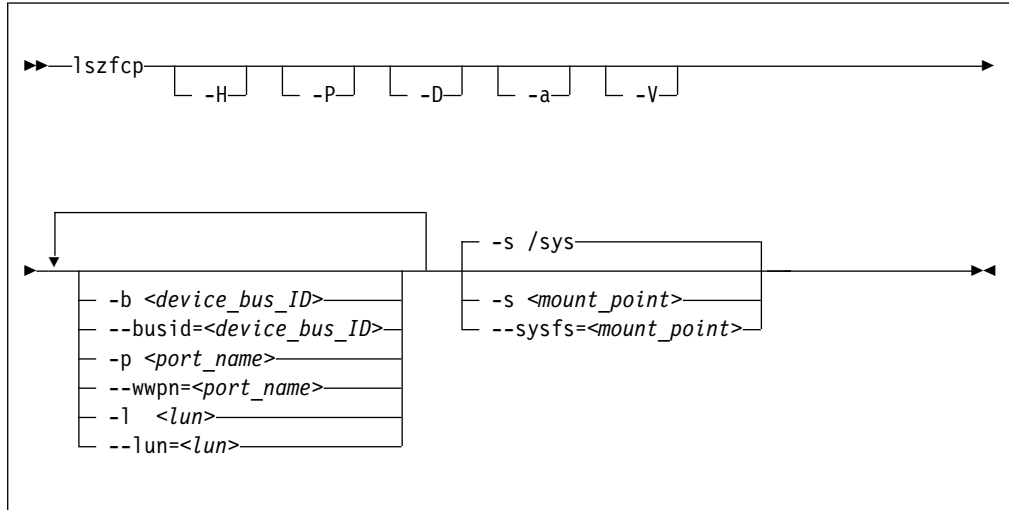 lszfcp
-H -P -D -a -V
-s /sys
-b <device_bus_ID> -s <mount_point>
--busid=<device_bus_ID> --sysfs=<mount_point>
-p <port_name>
--wwpn=<port_name>
-l <lun>
--lun=<lun>